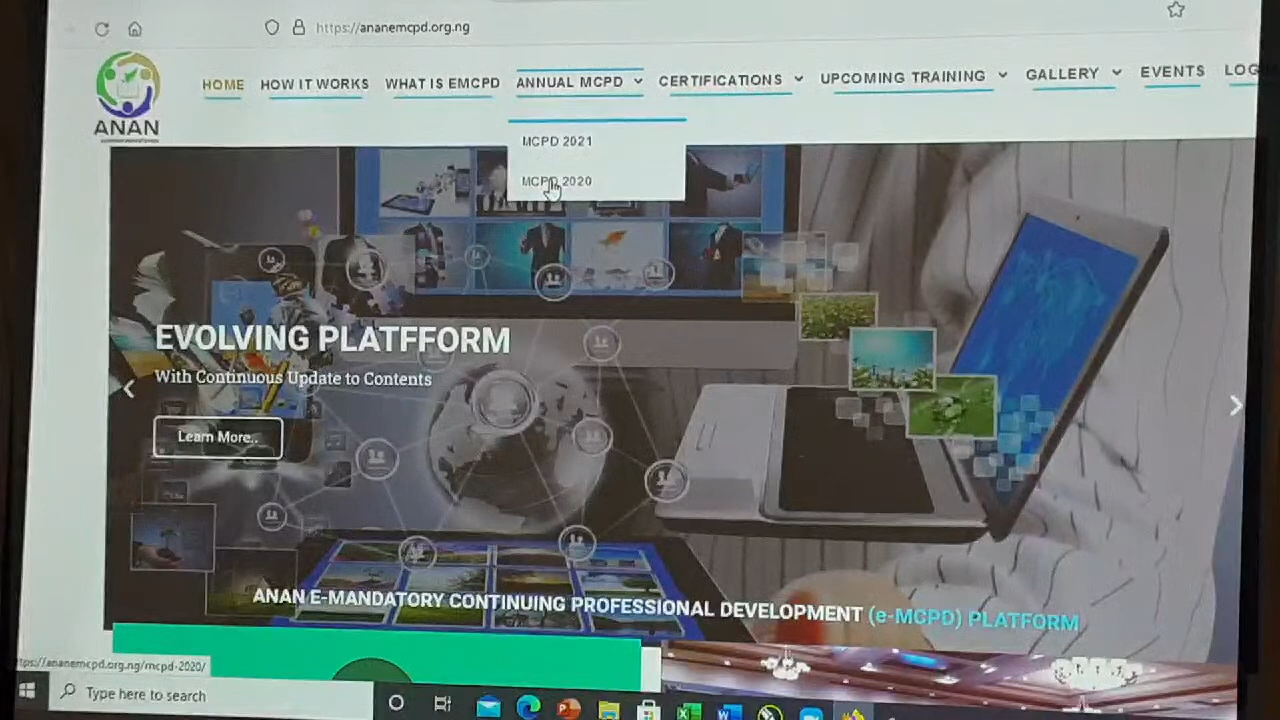 https://ananemcpd.org.ng
ANAN
HOME
HOW IT WORKS
WHAT IS EMCPD
ANNUAL MCPD
CERTIFICATIONS
UPCOMING TRAINING
GALLERY
EVENTS
LOG
MCPD 2021
MCPD 2020
EVOLVING PLATFFORM
With Continuous Update to Contents
Learn More..
ANAN E-MANDATORY CONTINUING PROFESSIONAL DEVELOPMENT (e-MCPD) PLATFORM
tps://ananemcpd.org.ng/mcpd-2020/
Type here to search